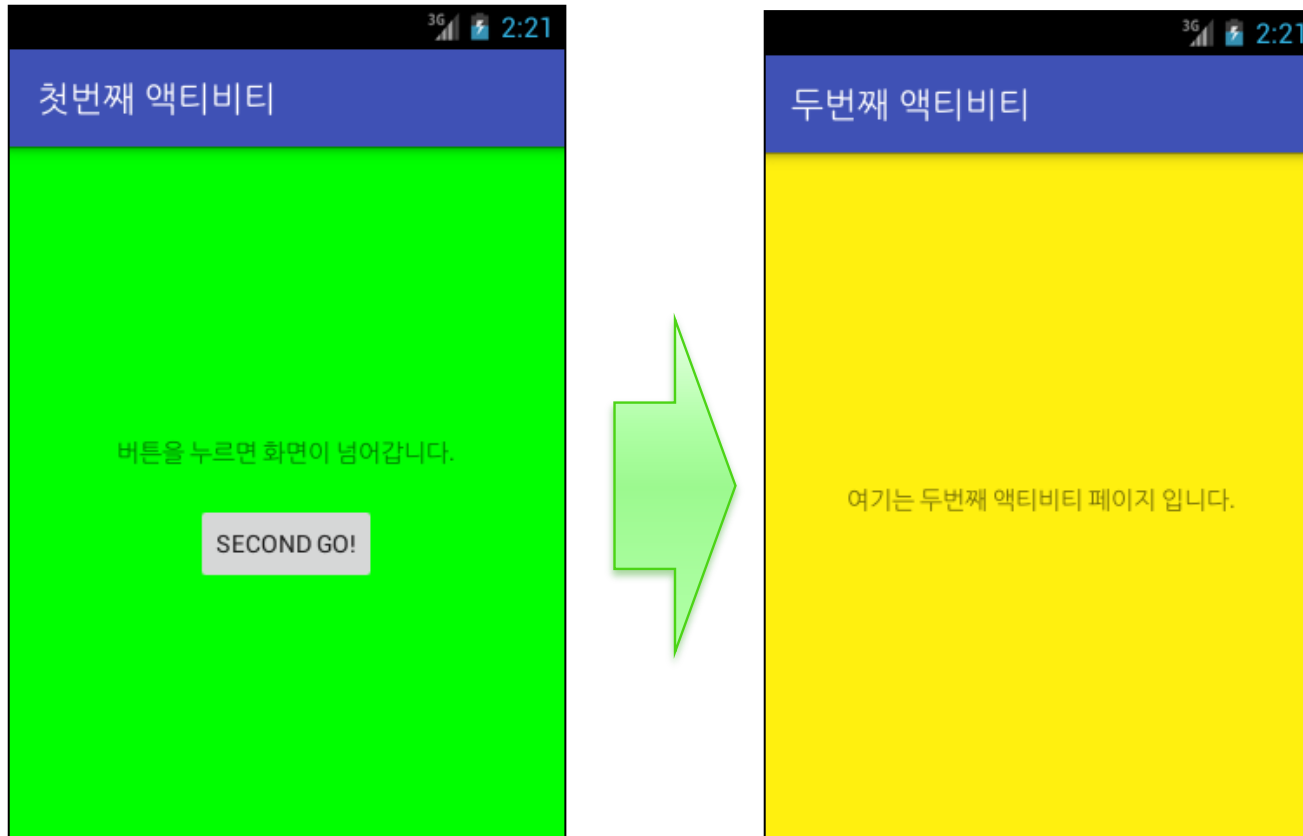 3G 2:21
첫번째 액티비티
버튼을 누르면 화면이 넘어갑니다.
SECOND GO!
3G 2:21
두번째 액티비티
여기는 두번째 액티비티 페이지 입니다.